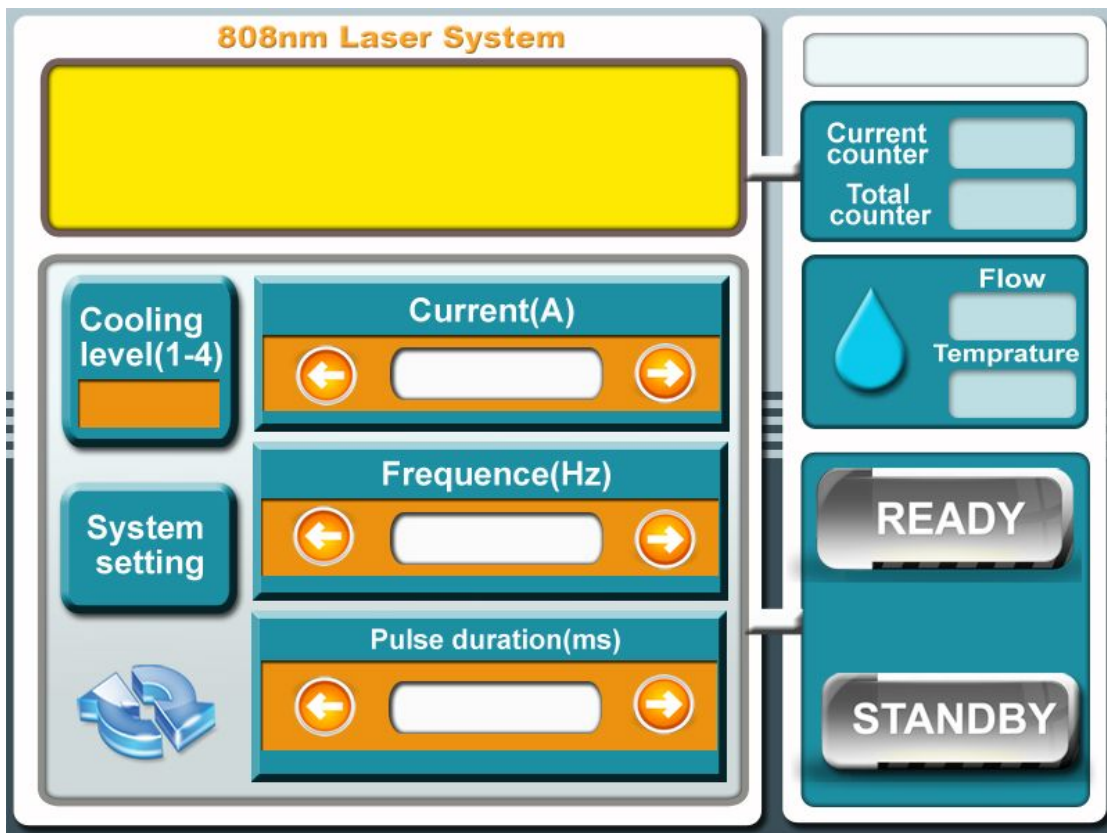 808nm Laser System
Current
counter
Total
counter
Cooling
level(1-4)
Current(A)
Flow
Temprature
System
setting
Frequence(Hz)
Pulse duration(ms)
READY
STANDBY